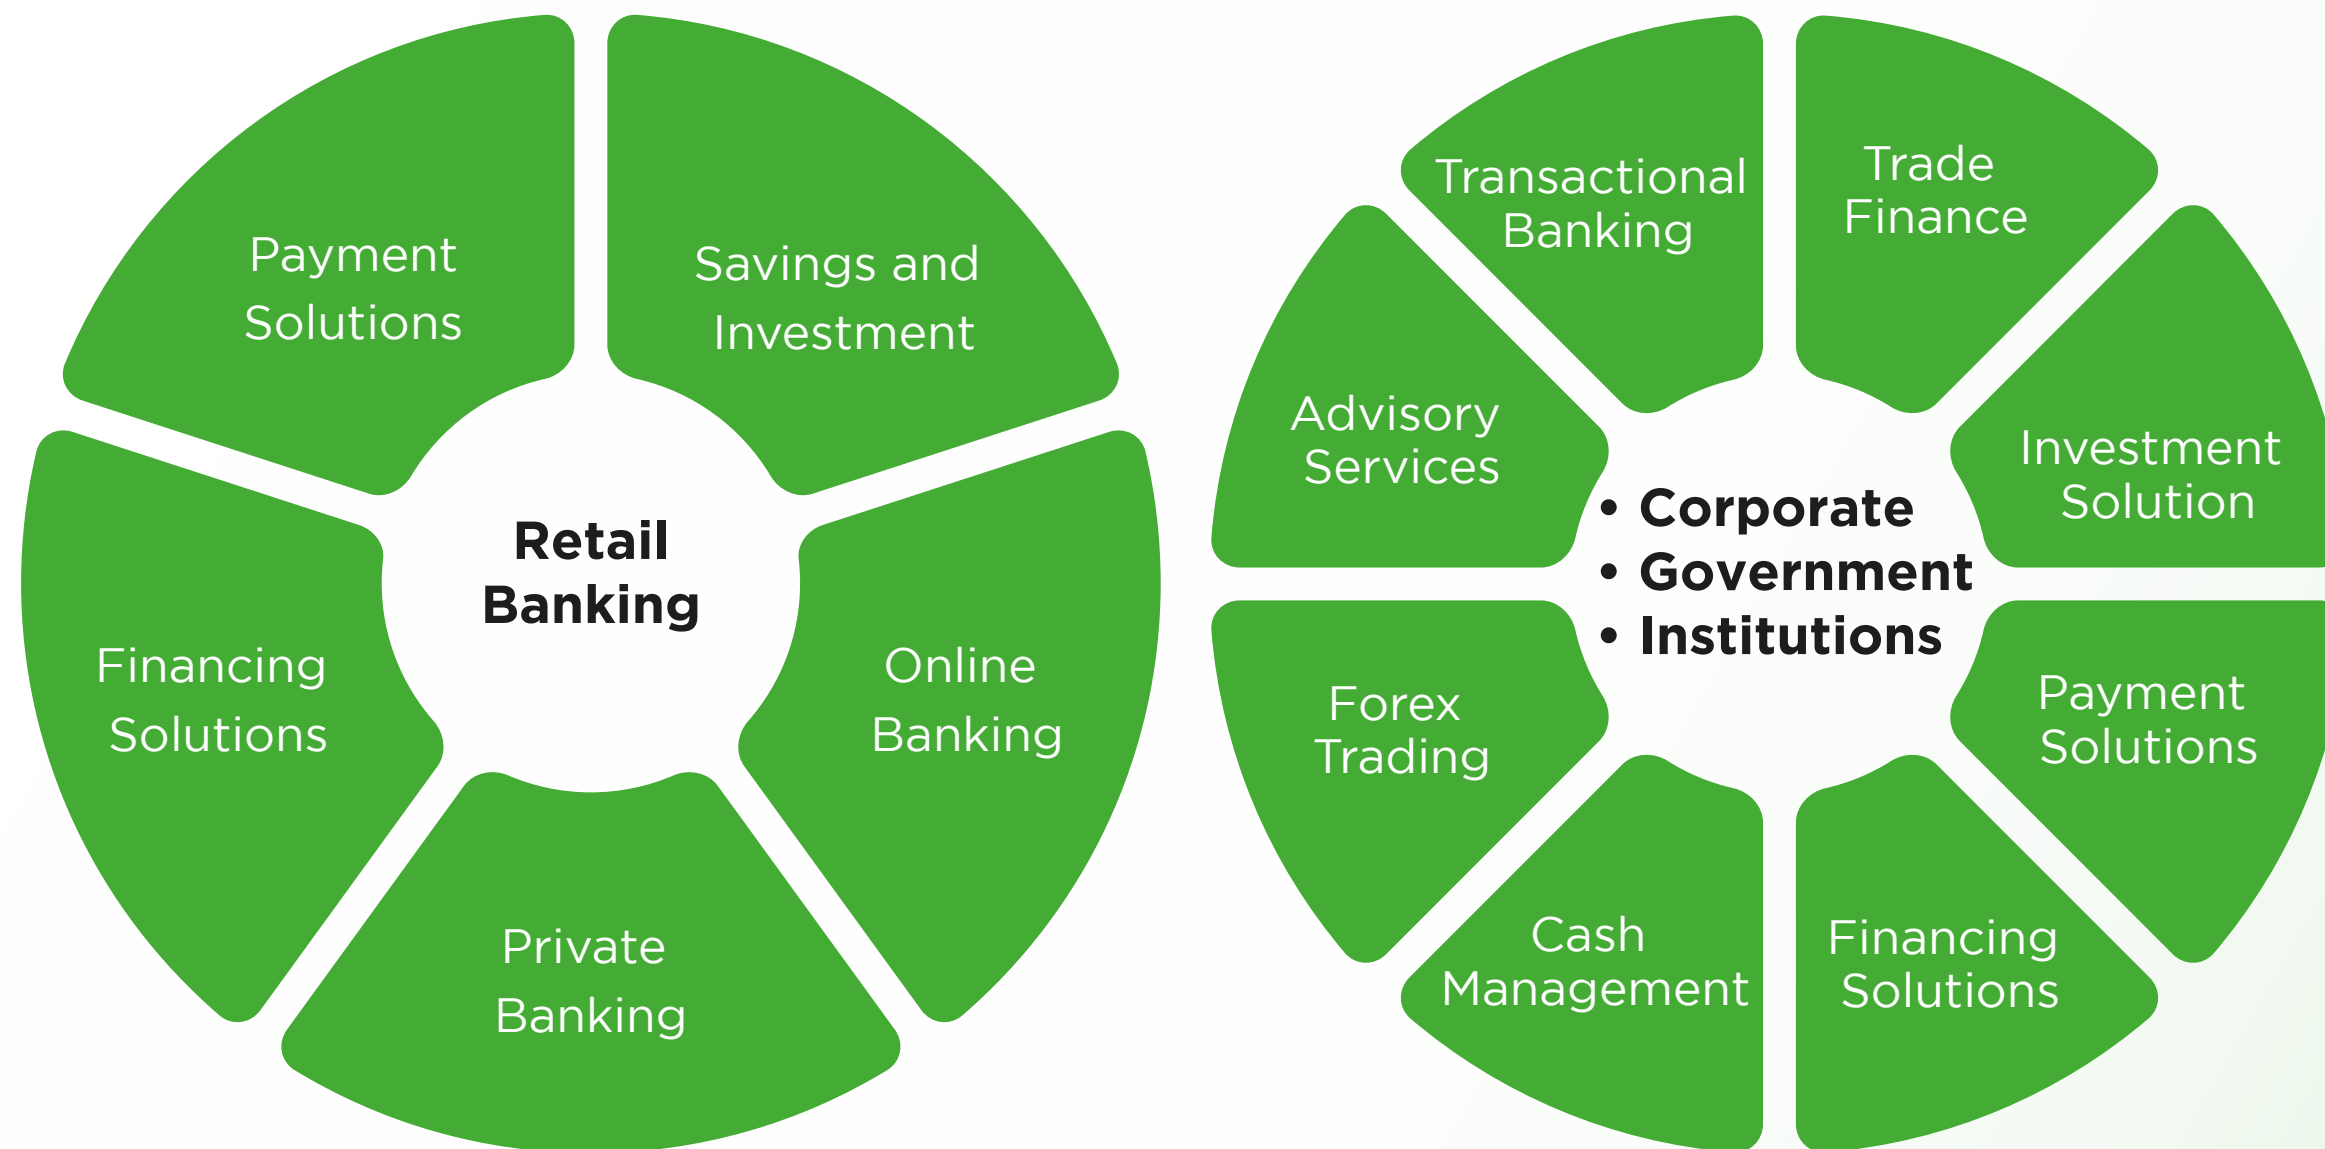 Payment
Solutions
Savings and
Investment
Online
Banking
Private
Banking
Financing
Solutions
Retail
Banking
Transactional
Banking
Trade
Finance
Investment
Solution
Payment
Solutions
Financing
Solutions
Cash
Management
Forex
Trading
Advisory
Services
• Corporate
• Government
• Institutions